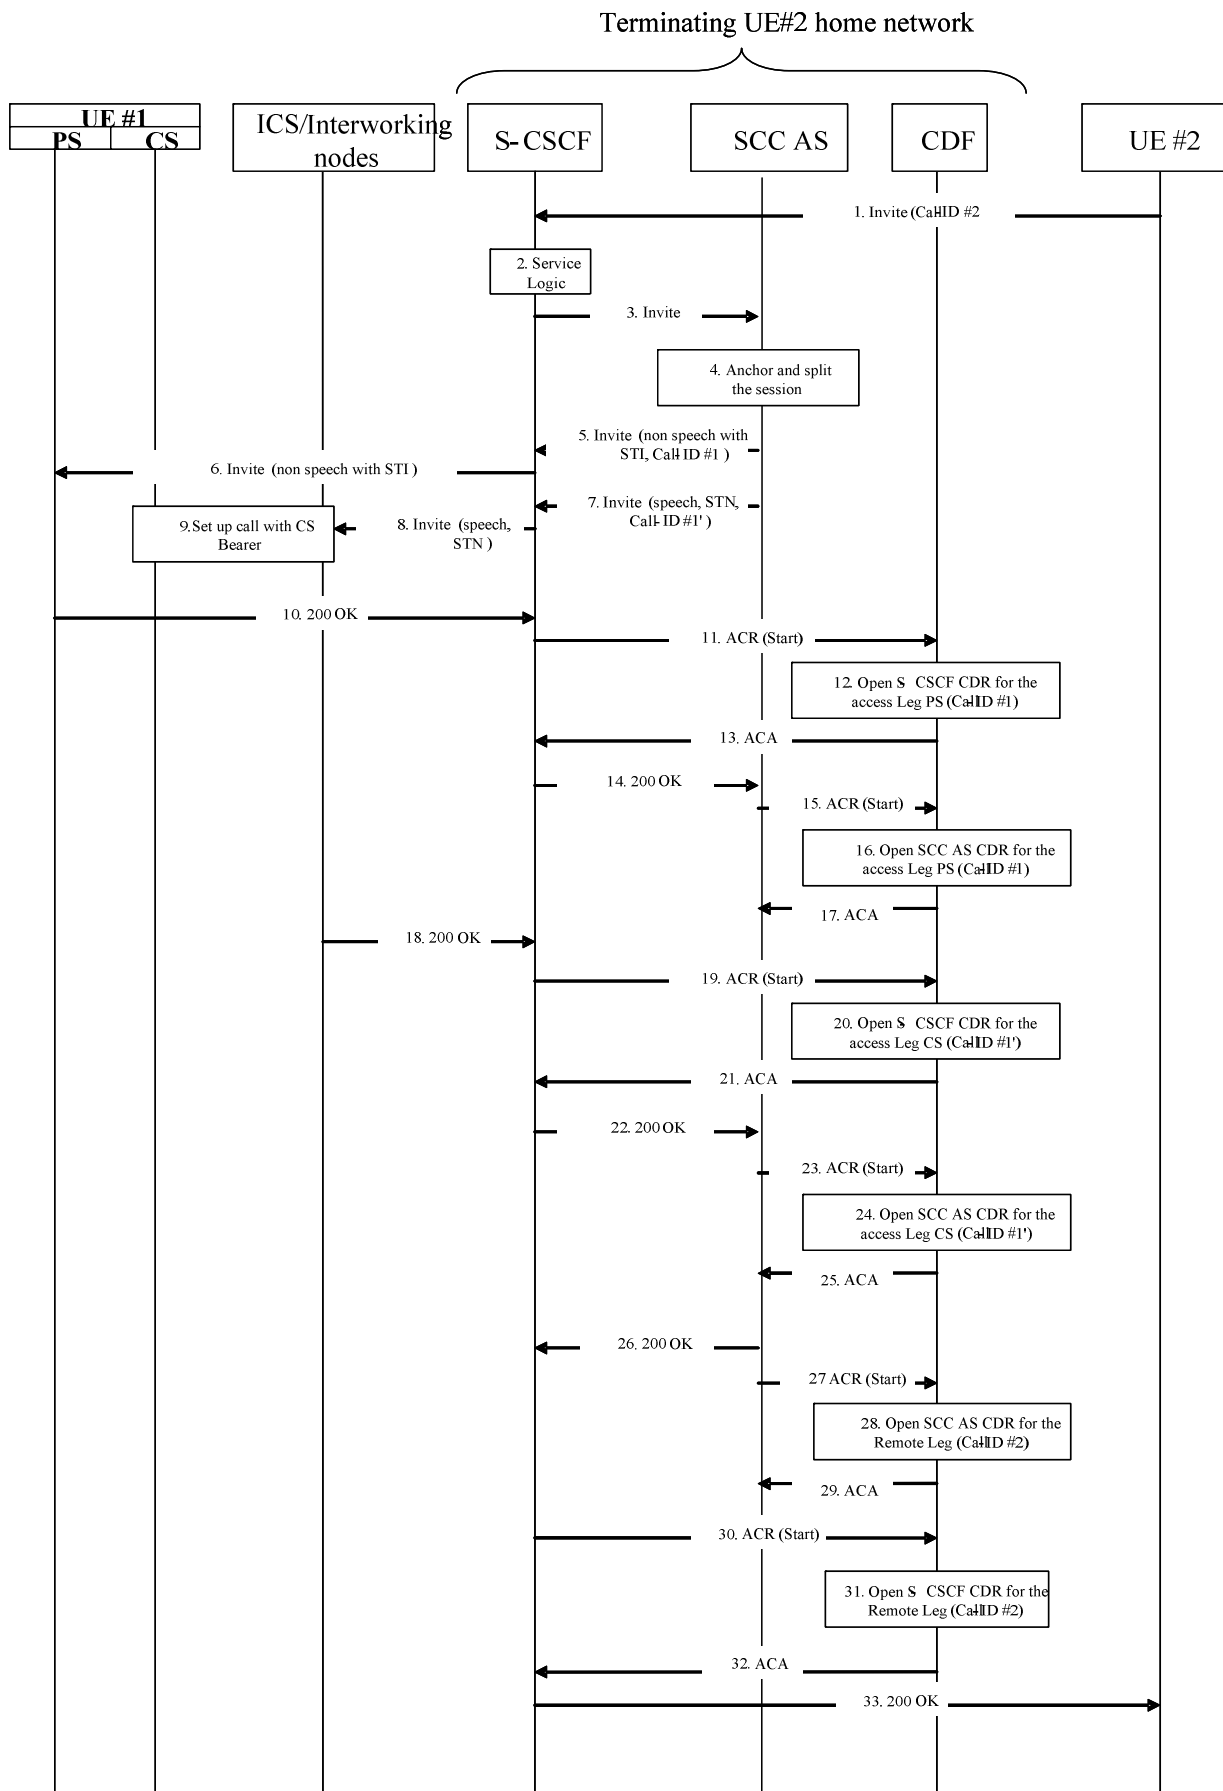 Terminating UE#2 home network
UE #1
PS
CS
ICS/Interworking
nodes
S-CSCF
SCC AS
CDF
UE #2
1. Invite (Call-ID #2
2. Service
Logic
3. Invite
4. Anchor and split
the session
5. Invite (non speech with
STI, Call-ID #1 )
6. Invite (non speech with STI )
7. Invite (speech, STN,
Call-ID #1' )
8. Invite (speech,
STN )
9.Set up call with CS
Bearer
10. 200 OK
11. ACR (Start)
12. Open S- CSCF CDR for the
access Leg PS (Call-ID #1)
13. ACA
14. 200 OK
15. ACR (Start)
16. Open SCC AS CDR for the
access Leg PS (Call-ID #1)
17. ACA
18. 200 OK
19. ACR (Start)
20. Open S- CSCF CDR for the
access Leg CS (Call-ID #1')
21. ACA
22. 200 OK
23. ACR (Start)
24. Open SCC AS CDR for the
access Leg CS (Call-ID #1')
25. ACA
26. 200 OK
27 ACR (Start)
28. Open SCC AS CDR for the
Remote Leg (Call-ID #2)
29. ACA
30. ACR (Start)
31. Open S- CSCF CDR for the
Remote Leg (Call-ID #2)
32. ACA
33. 200 OK